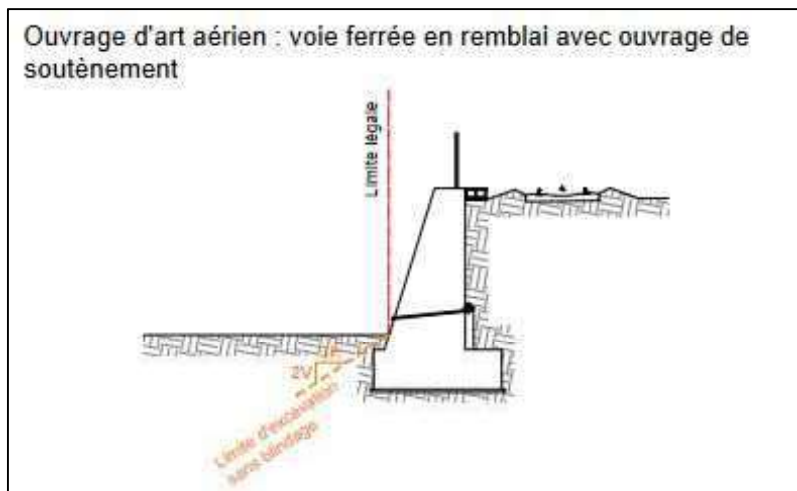 Ouvrage d'art aérien : voie ferrée en remblai avec ouvrage de
soutènement
Limite légale
2V
Limite d'excavation
sans blindage